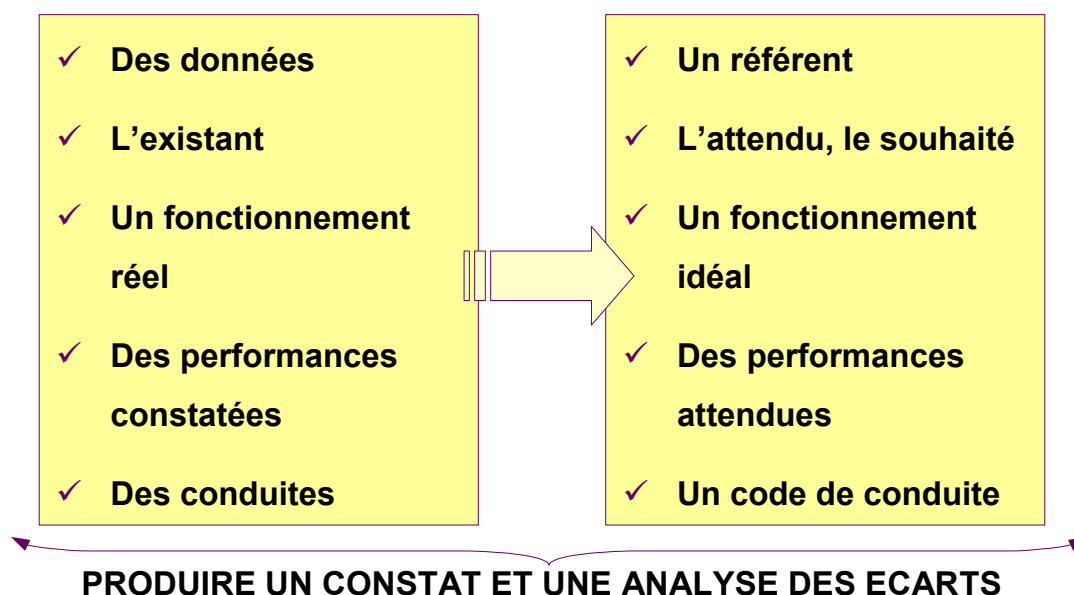 ✓ Des données
✓ L’existant
✓ Un fonctionnement
réel
✓ Des performances
constatées
✓ Des conduites
✓ Un référent
✓ L’attendu, le souhaité
✓ Un fonctionnement
idéal
✓ Des performances
attendues
✓ Un code de conduite
PRODUIRE UN CONSTAT ET UNE ANALYSE DES ECARTS